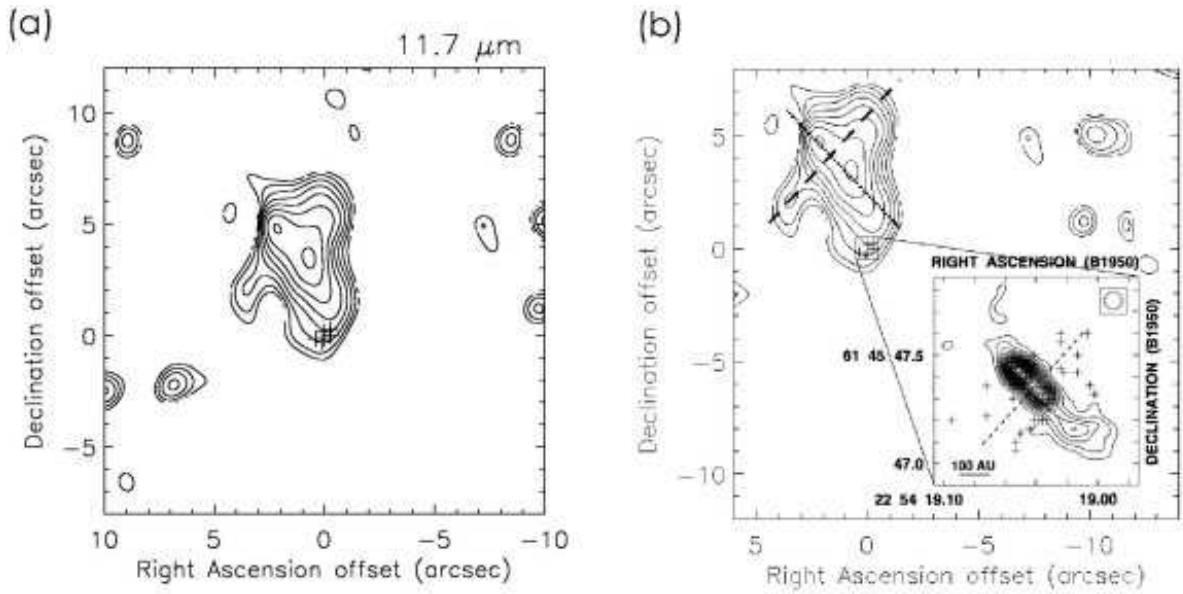 (a)
11.7 μm
10
5
0
−5
10
5
0
−5
−10
Declination offset (arcsec)
Right Ascension offset (arcsec)
(b)
5
0
−5
−10
5
0
−5
−10
Declination offset (arcsec)
Right Ascension offset (arcsec)
RIGHT ASCENSION (B1950)
DECLINATION (B1950)
61 45 47.5
47.0
100 AU
22 54 19.10
19.00